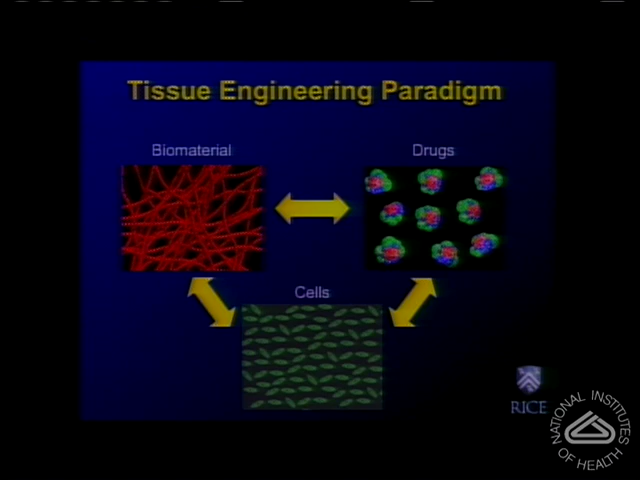 Tissue Engineering Paradigm
Biomaterial
Drugs
Cells
RICE
NATIONAL INSTITUTES
OF HEALTH